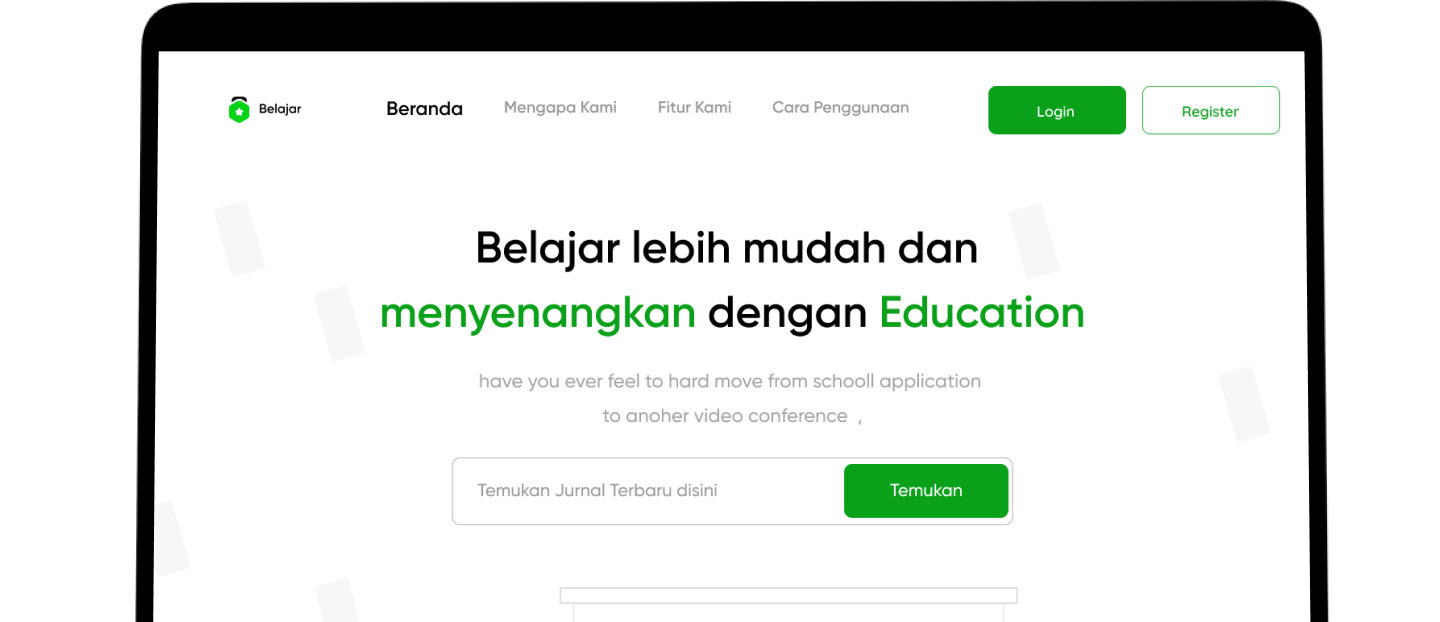 Belajar
Beranda
Mengapa Kami
Fitur Kami
Cara Penggunaan
Login
Register
Belajar lebih mudah dan
menyenangkan dengan Education
have you ever feel to hard move from schooll application
to anoher video conference ,
Temukan Jurnal Terbaru disini
Temukan